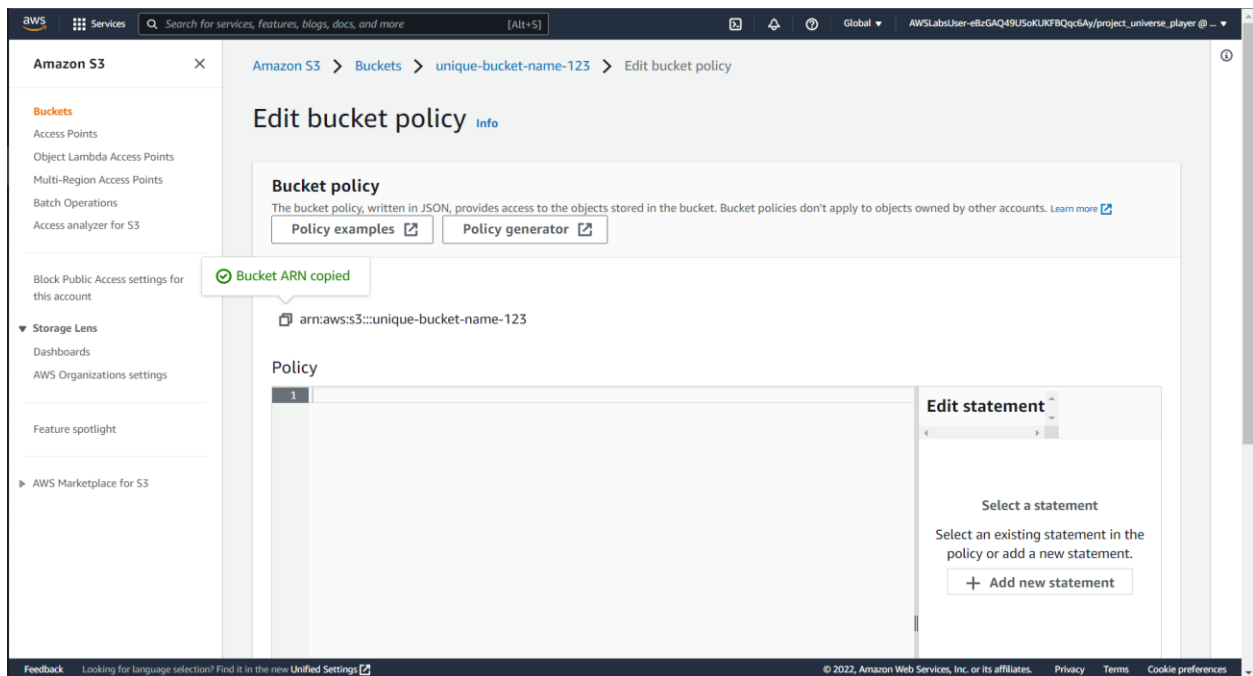 aws
Services
Search for services, features, blogs, docs, and more
[Alt+S]
Global
AWSLabsUser-eBzGAQ49USoKUKFBQqc6Ay/project_universe_player @ ...
Amazon S3
Buckets
Access Points
Object Lambda Access Points
Multi-Region Access Points
Batch Operations
Access analyzer for S3
Block Public Access settings for
this account
Storage Lens
Dashboards
AWS Organizations settings
Feature spotlight
AWS Marketplace for S3
Amazon S3 > Buckets > unique-bucket-name-123 > Edit bucket policy
Edit bucket policy Info
Bucket policy
The bucket policy, written in JSON, provides access to the objects stored in the bucket. Bucket policies don't apply to objects owned by other accounts. Learn more
Policy examples
Policy generator
Bucket ARN copied
arn:aws:s3:::unique-bucket-name-123
Policy
1
Edit statement
Select a statement
Select an existing statement in the
policy or add a new statement.
+ Add new statement
Feedback
Looking for language selection? Find it in the new Unified Settings
© 2022, Amazon Web Services, Inc. or its affiliates.
Privacy
Terms
Cookie preferences